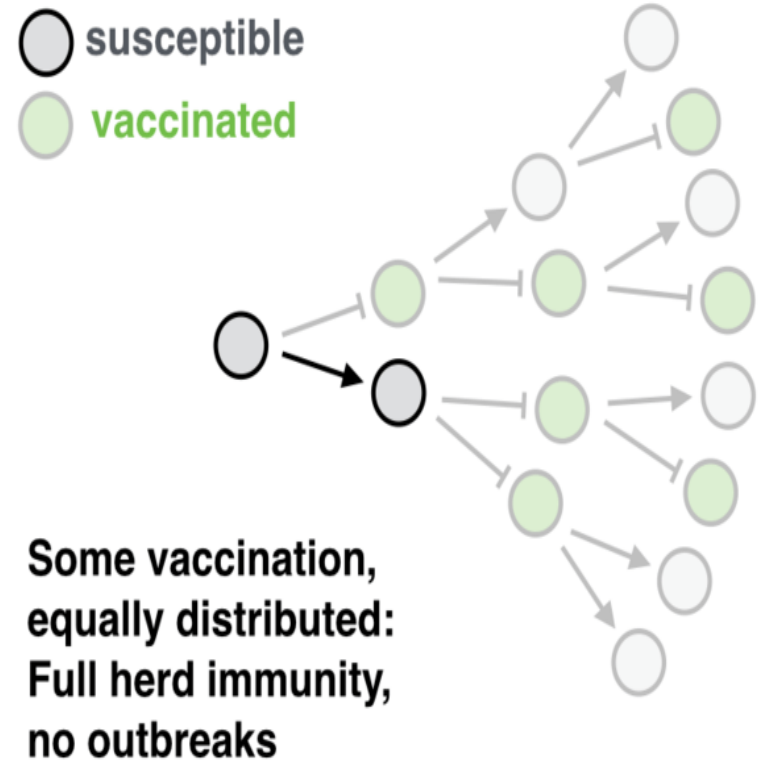 susceptible
vaccinated
Some vaccination,
equally distributed:
Full herd immunity,
no outbreaks